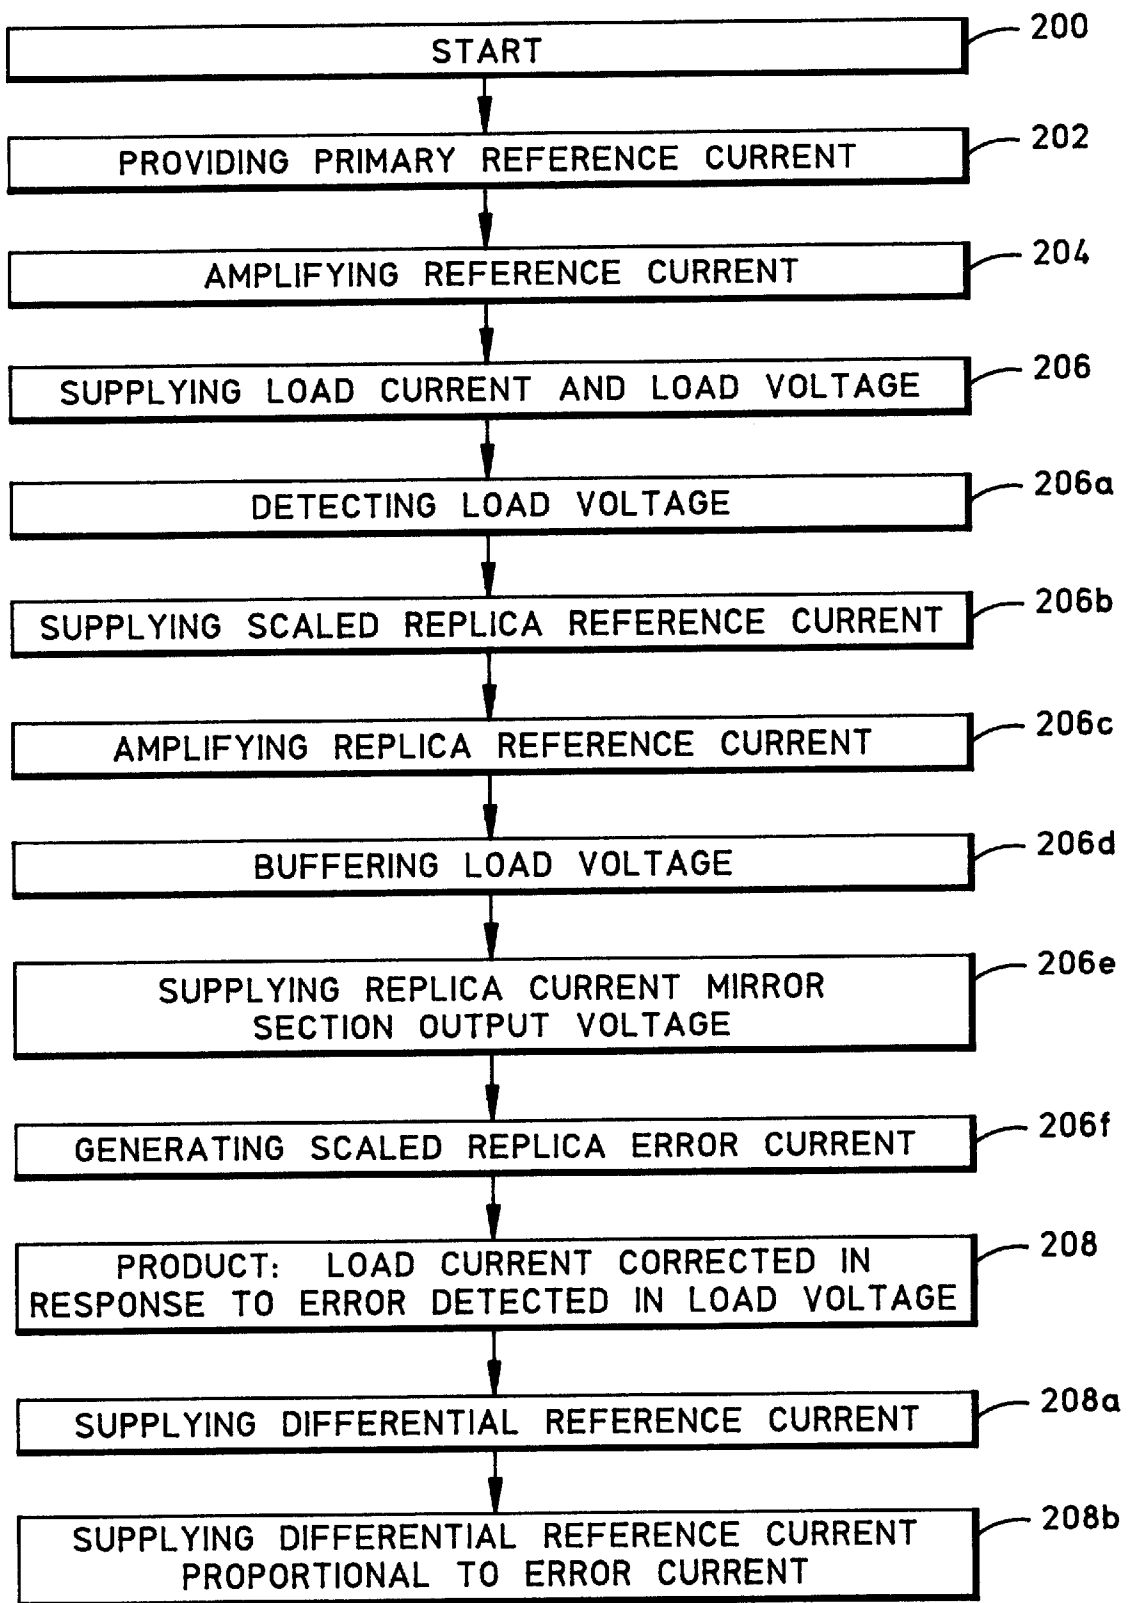 START
200
PROVIDING PRIMARY REFERENCE CURRENT
202
AMPLIFYING REFERENCE CURRENT
204
SUPPLYING LOAD CURRENT AND LOAD VOLTAGE
206
DETECTING LOAD VOLTAGE
206a
SUPPLYING SCALED REPLICA REFERENCE CURRENT
206b
AMPLIFYING REPLICA REFERENCE CURRENT
206c
BUFFERING LOAD VOLTAGE
206d
SUPPLYING REPLICA CURRENT MIRROR
SECTION OUTPUT VOLTAGE
206e
GENERATING SCALED REPLICA ERROR CURRENT
206f
PRODUCT: LOAD CURRENT CORRECTED IN
RESPONSE TO ERROR DETECTED IN LOAD VOLTAGE
208
SUPPLYING DIFFERENTIAL REFERENCE CURRENT
208a
SUPPLYING DIFFERENTIAL REFERENCE CURRENT
PROPORTIONAL TO ERROR CURRENT
208b